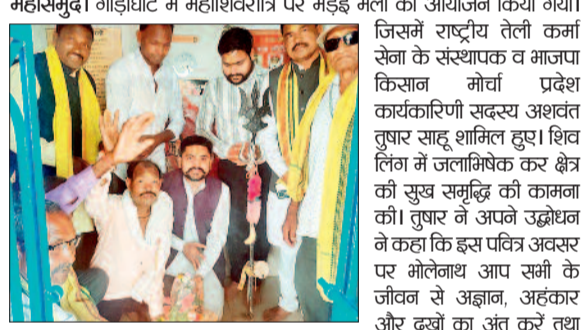 महासमुंद। गाड़ाघाट में महाशिवरात्रि पर मड़ई मेला का आयोजन किया गया।
जिसमें राष्ट्रीय तेली कर्मा
सेना के संस्थापक व भाजपा
किसान मोर्चा प्रदेश
कार्यकारिणी सदस्य अशवंत
तुषार साहू शामिल हुए। शिव
लिंग में जलाभिषेक कर क्षेत्र
की सुख समृद्धि की कामना
की। तुषार ने अपने उद्बोधन
ने कहा कि इस पवित्र अवसर
पर भोलेनाथ आप सभी के
जीवन से अज्ञान, अहंकार
और दुखों का अंत करें तथा